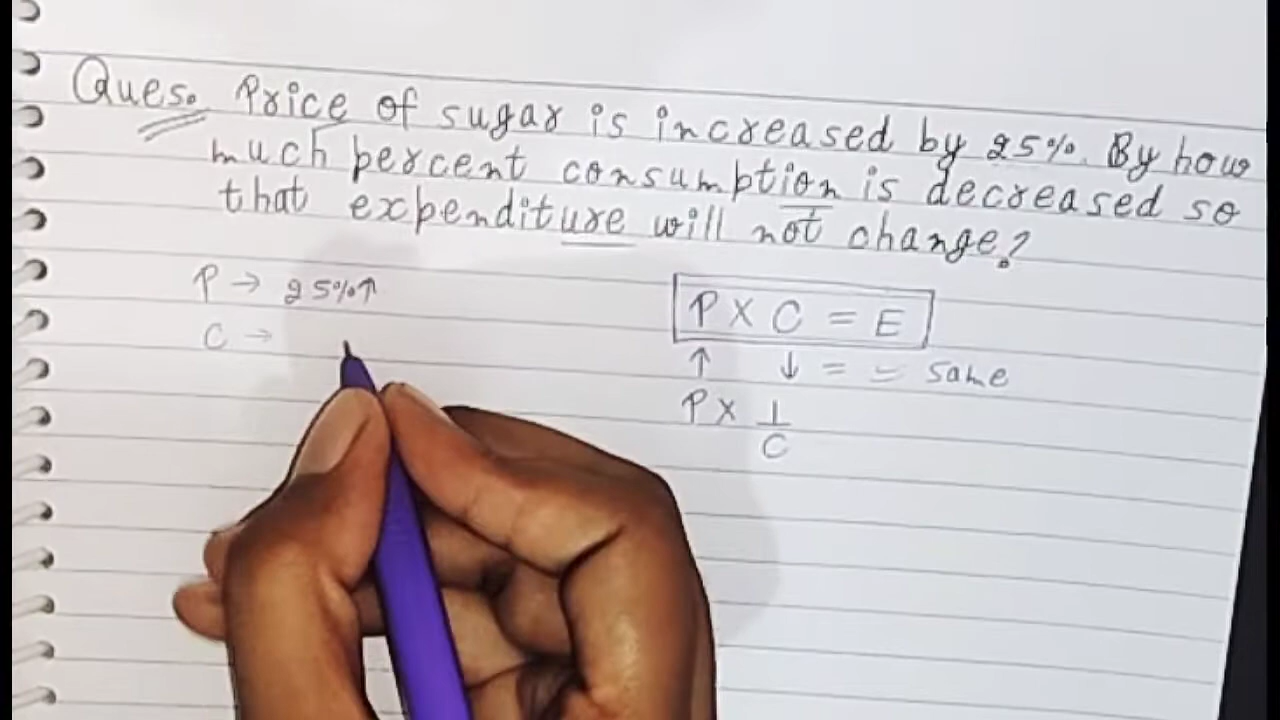 Ques. Price of sugar is increased by 25%. By how
much percent consumption is decreased so
that expenditure will not change?
P → 25%↑
C →
P X C = E
↑ ↓ = = same
P X 1/C